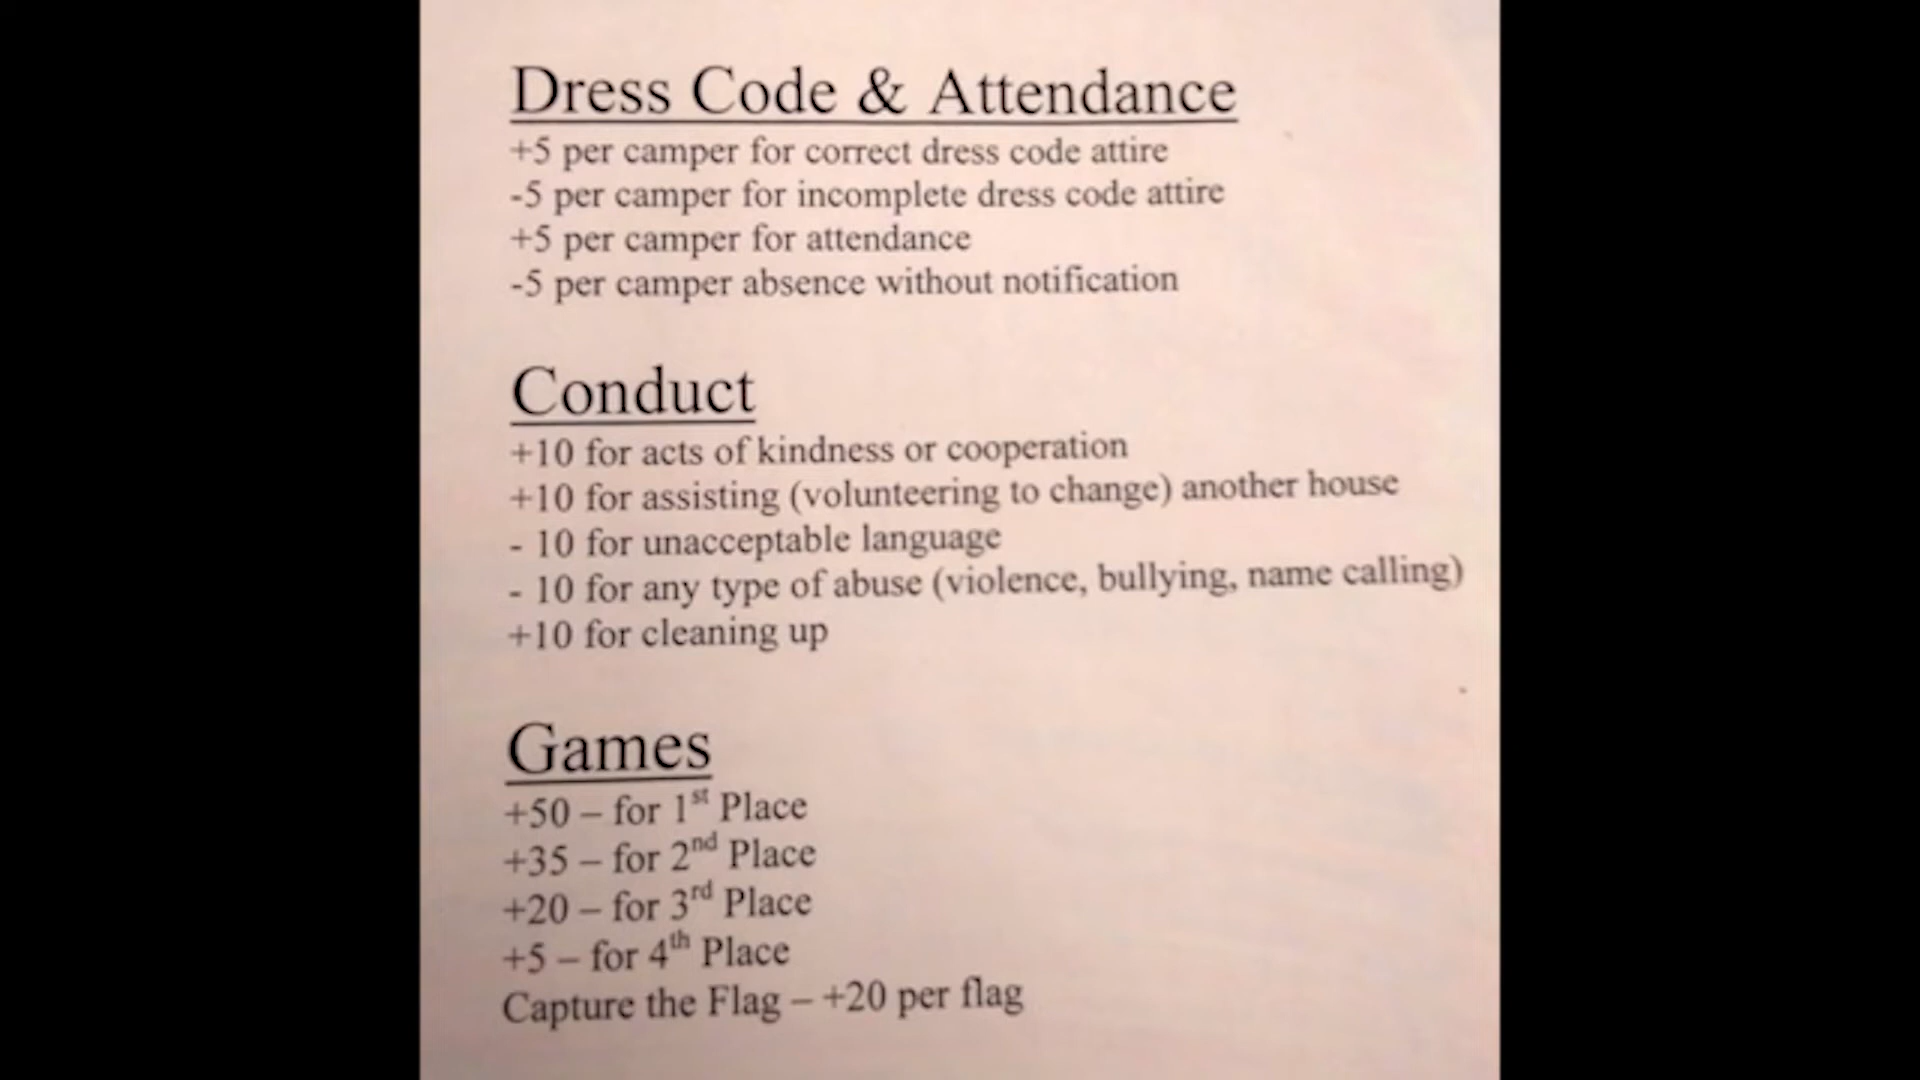 Dress Code & Attendance
+5 per camper for correct dress code attire
-5 per camper for incomplete dress code attire
+5 per camper for attendance
-5 per camper absence without notification
Conduct
+10 for acts of kindness or cooperation
+10 for assisting (volunteering to change) another house
- 10 for unacceptable language
- 10 for any type of abuse (violence, bullying, name calling)
+10 for cleaning up
Games
+50 – for 1st Place
+35 – for 2nd Place
+20 – for 3rd Place
+5 – for 4th Place
Capture the Flag – +20 per flag